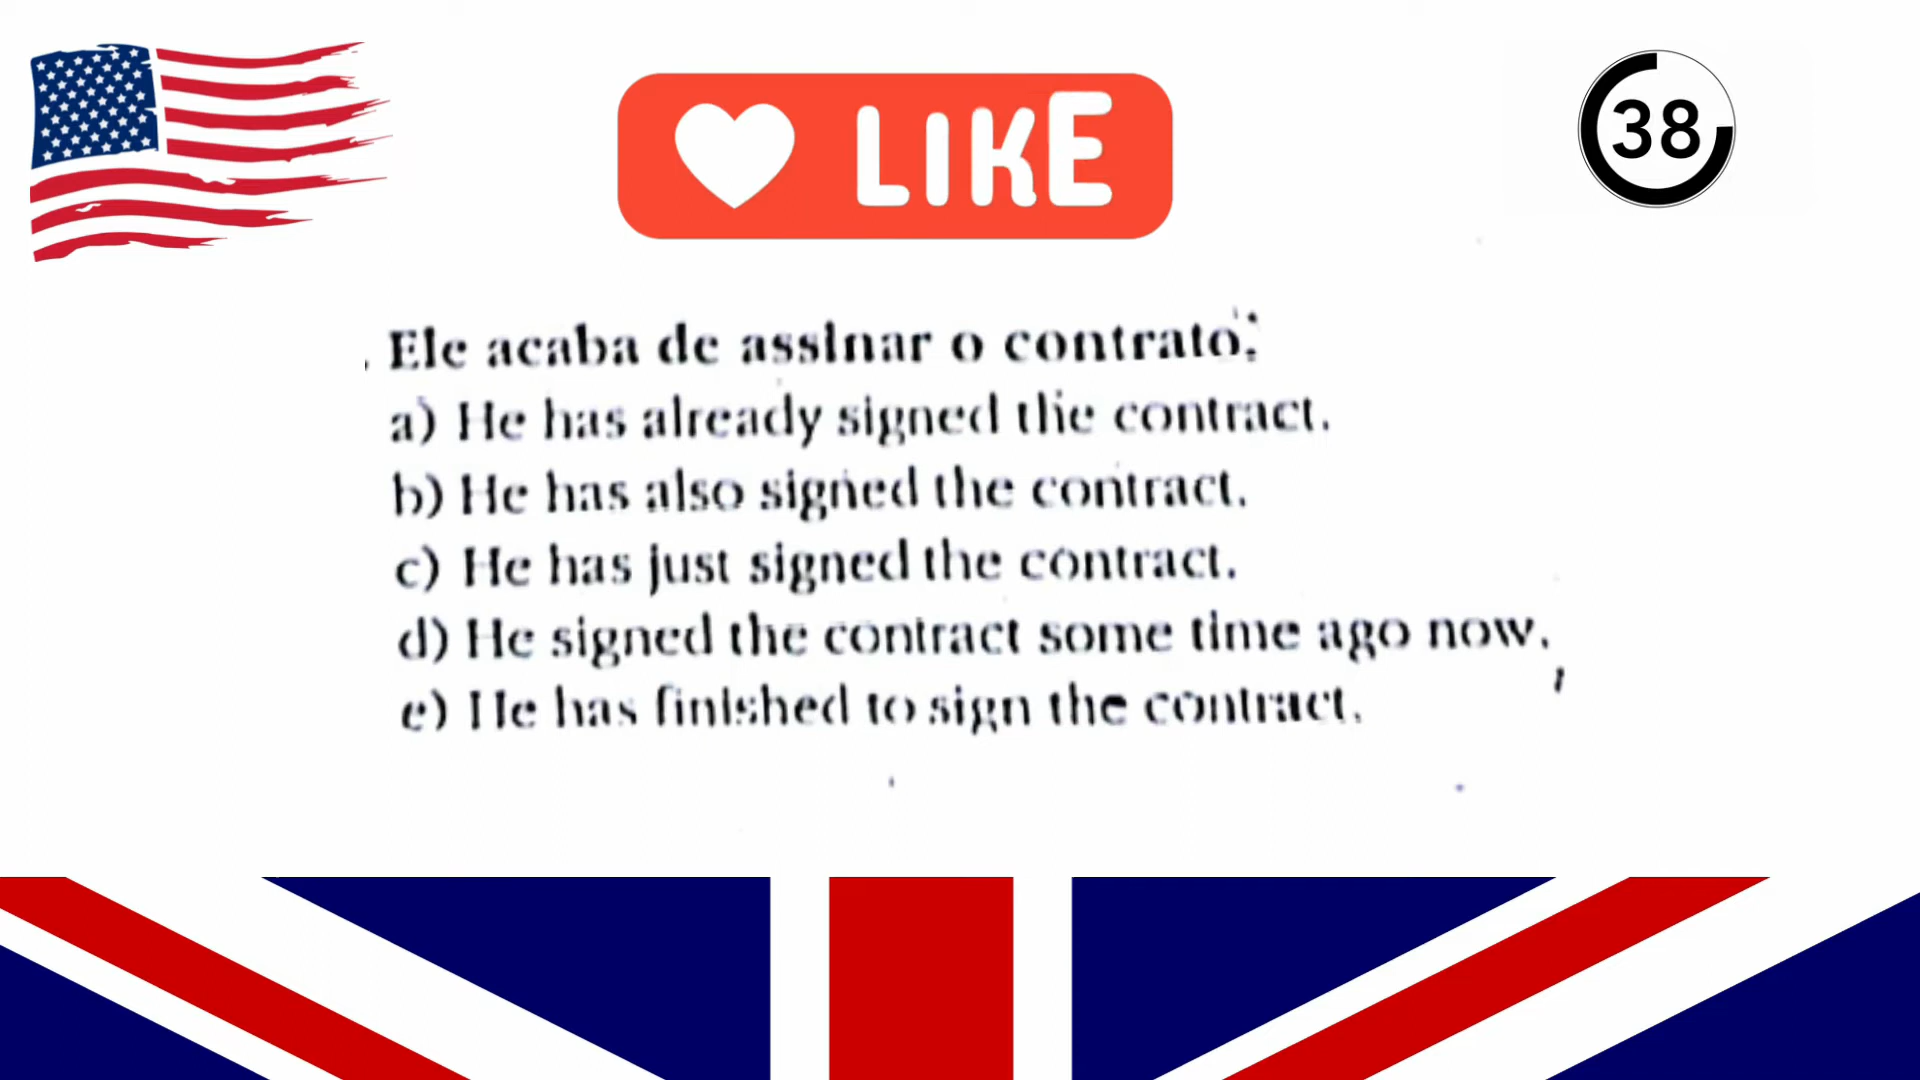 LIKE
38
Ele acaba de assinar o contrato:
a) He has already signed the contract.
b) He has also signed the contract.
c) He has just signed the contract.
d) He signed the contract some time ago now.
e) He has finished to sign the contract.